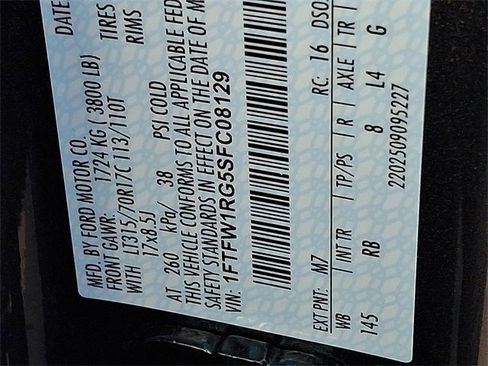 MFD. BY FORD MOTOR CO. DATE
FRONT GAWR: 1724 KG ( 3800 LB)
WITH LT315/70R17C 113/110T TIRES
17x8.5J RIMS
AT 260 kPa/ 38 PSI COLD
THIS VEHICLE CONFORMS TO ALL APPLICABLE FED
SAFETY STANDARDS IN EFFECT ON THE DATE OF M
VIN: 1FTFW1RG5SFC08129
EXT PNT: M7 RC: 16 DSO
WB INT TR TP/PS R AXLE TR
145 RB 8 L4 G
2202509095227